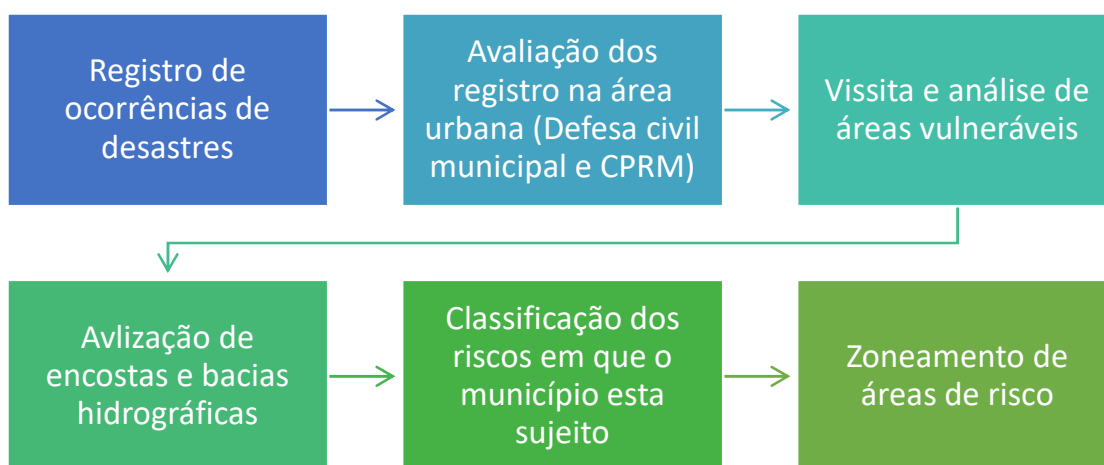 Registro de
ocorrências de
desastres
Avaliação dos
registro na área
urbana (Defesa civil
municipal e CPRM)
Vissita e análise de
áreas vulneráveis
Avlização de
encostas e bacias
hidrográficas
Classificação dos
riscos em que o
município esta
sujeito
Zoneamento de
áreas de risco